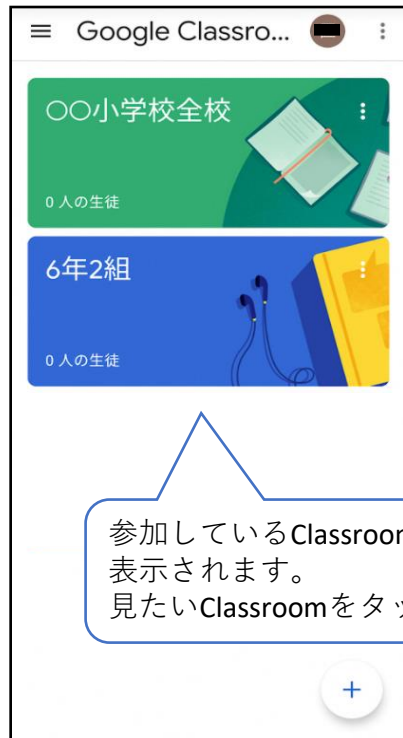 Google Classro...
〇〇小学校全校
0 人の生徒
6年2組
0 人の生徒
参加しているClassroom
表示されます。
見たいClassroomをタッ
+